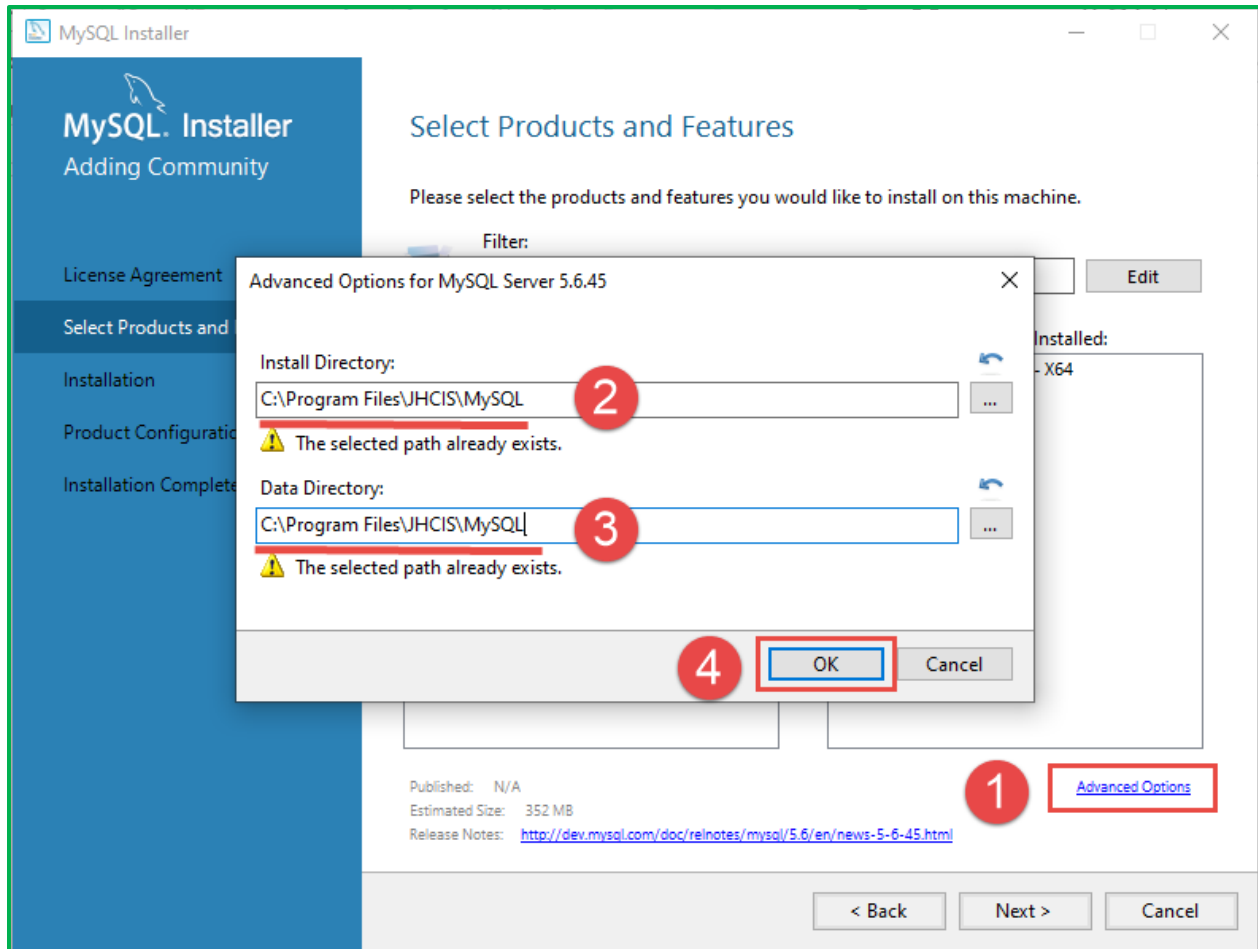 MySQL Installer
MySQL. Installer
Adding Community
License Agreement
Select Products and
Installation
Product Configuratio
Installation Complete
Select Products and Features
Please select the products and features you would like to install on this machine.
Filter:
Edit
Installed:
- X64
Advanced Options for MySQL Server 5.6.45
Install Directory:
C:\Program Files\JHCIS\MySQL
...
2
The selected path already exists.
Data Directory:
C:\Program Files\JHCIS\MySQL
...
3
The selected path already exists.
4
OK
Cancel
1
Advanced Options
Published: N/A
Estimated Size: 352 MB
Release Notes: http://dev.mysql.com/doc/relnotes/mysql/5.6/en/news-5-6-45.html
< Back
Next >
Cancel